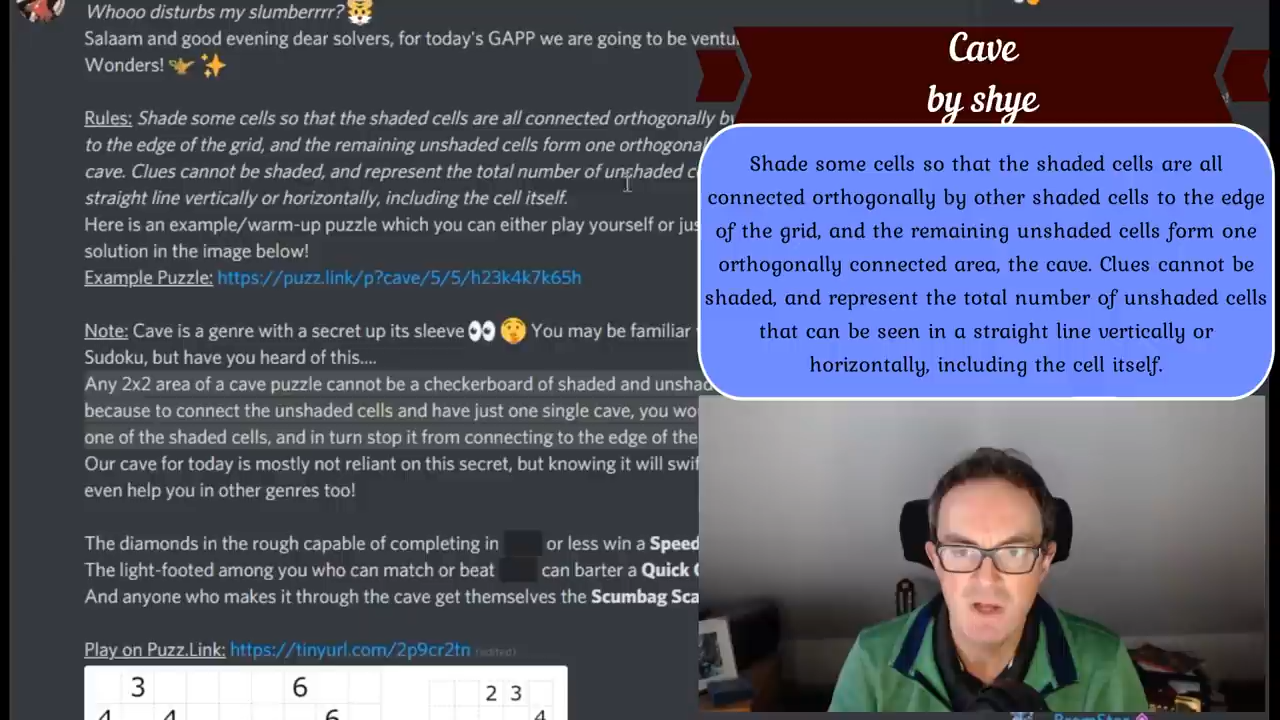 Whooo disturbs my slumberrrr?
Salaam and good evening dear solvers, for today's GAPP we are going to be
Wonders!
Rules: Shade some cells so that the shaded cells are all connected orthogonally
to the edge of the grid, and the remaining unshaded cells form one
cave. Clues cannot be shaded, and represent the total number of unshaded
straight line vertically or horizontally, including the cell itself.
Here is an example/warm-up puzzle which you can either play yourself or
solution in the image below!
Example Puzzle: https://puzz.link/p?cave/5/5/h23k4k7k65h
Note: Cave is a genre with a secret up its sleeve You may be familiar
Sudoku, but have you heard of this....
Any 2x2 area of a cave puzzle cannot be a checkerboard of shaded and
because to connect the unshaded cells and have just one single cave, you
one of the shaded cells, and in turn stop it from connecting to the edge of the
Our cave for today is mostly not reliant on this secret, but knowing it will
even help you in other genres too!
The diamonds in the rough capable of completing in or less win a Speed
The light-footed among you who can match or beat can barter a Quick
And anyone who makes it through the cave get themselves the Scumbag
Play on Puzz.Link: https://tinyurl.com/2p9cr2tn (edited)
3 6
4 4 6
2 3
4
Cave
by shye
Shade some cells so that the shaded cells are all
connected orthogonally by other shaded cells to the edge
of the grid, and the remaining unshaded cells form one
orthogonally connected area, the cave. Clues cannot be
shaded, and represent the total number of unshaded cells
that can be seen in a straight line vertically or
horizontally, including the cell itself.